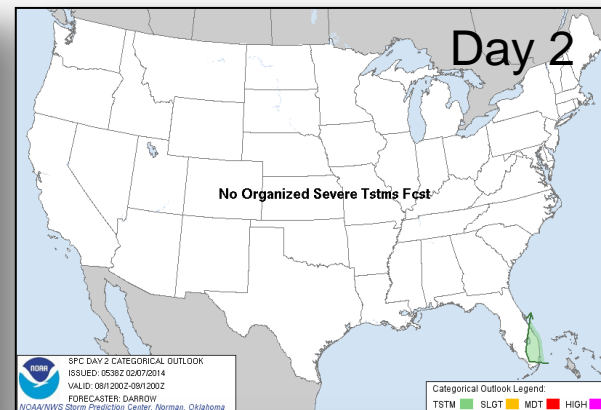 Day 2
No Organized Severe Tstms Fcst
NOAA
SPC DAY 2 CATEGORICAL OUTLOOK
ISSUED: 0538Z 02/07/2014
VALID: 08/1200Z-09/1200Z
FORECASTER: DARROW
NOAA/NWS Storm Prediction Center, Norman, Oklahoma
Categorical Outlook Legend:
TSTM SLGT MDT HIGH